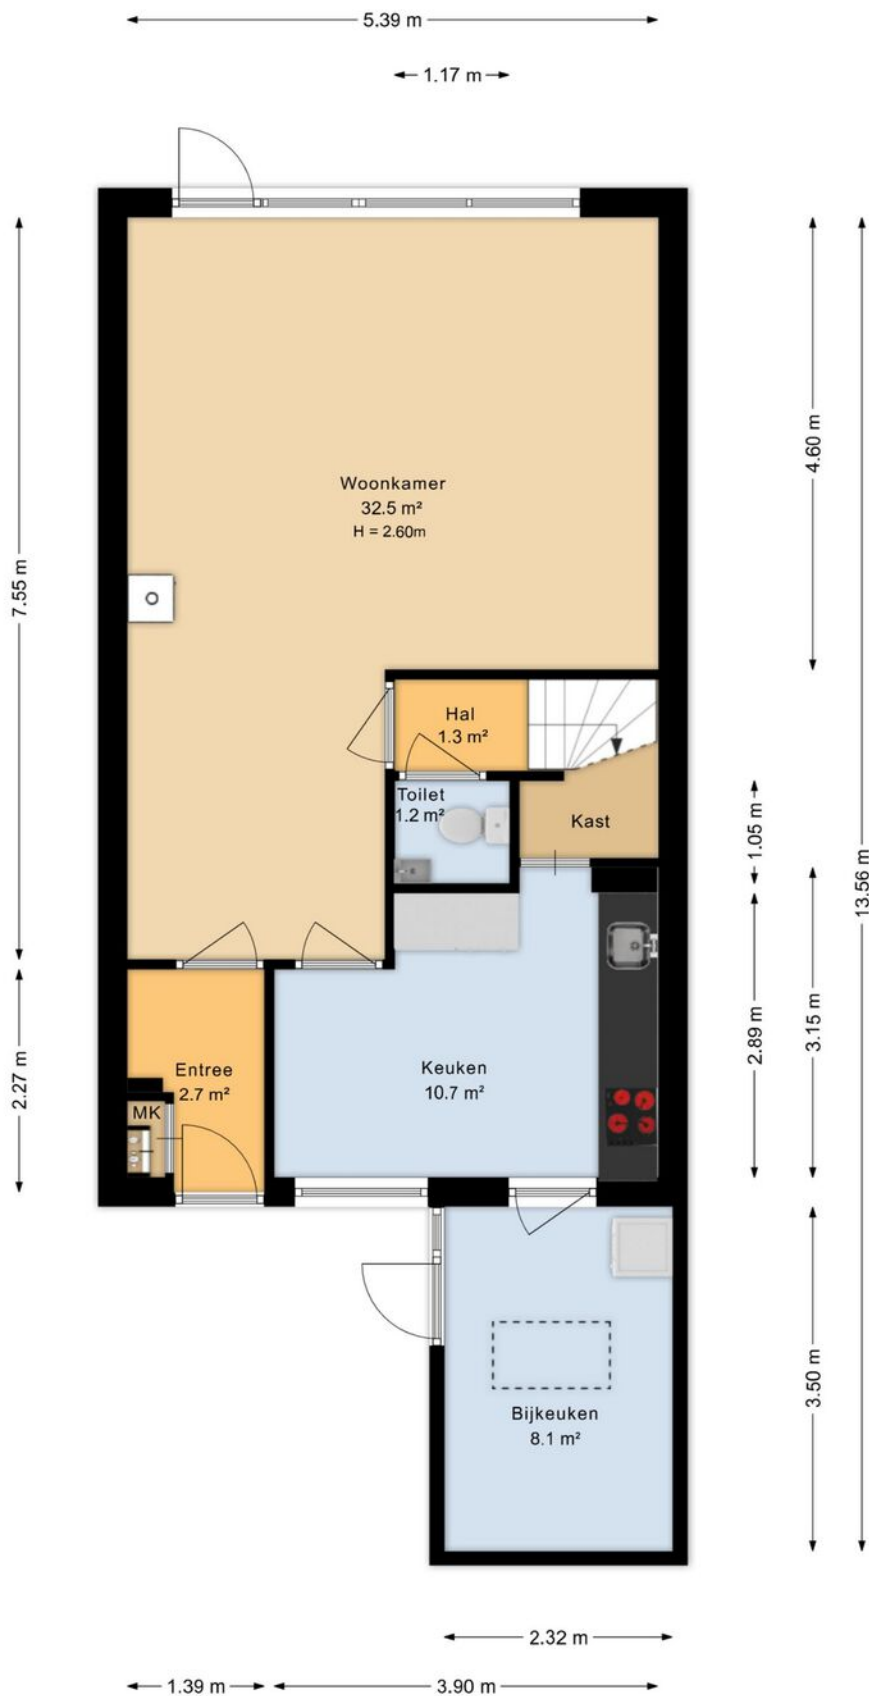 5.39 m
1.17 m
4.60 m
Woonkamer
32.5 m²
H = 2.60m
7.55 m
Hal
1.3 m²
Toilet
1.2 m²
Kast
1.05 m
13.56 m
2.89 m
3.15 m
Keuken
10.7 m²
Entree
2.7 m²
2.27 m
MK
3.50 m
Bijkeuken
8.1 m²
2.32 m
1.39 m
3.90 m